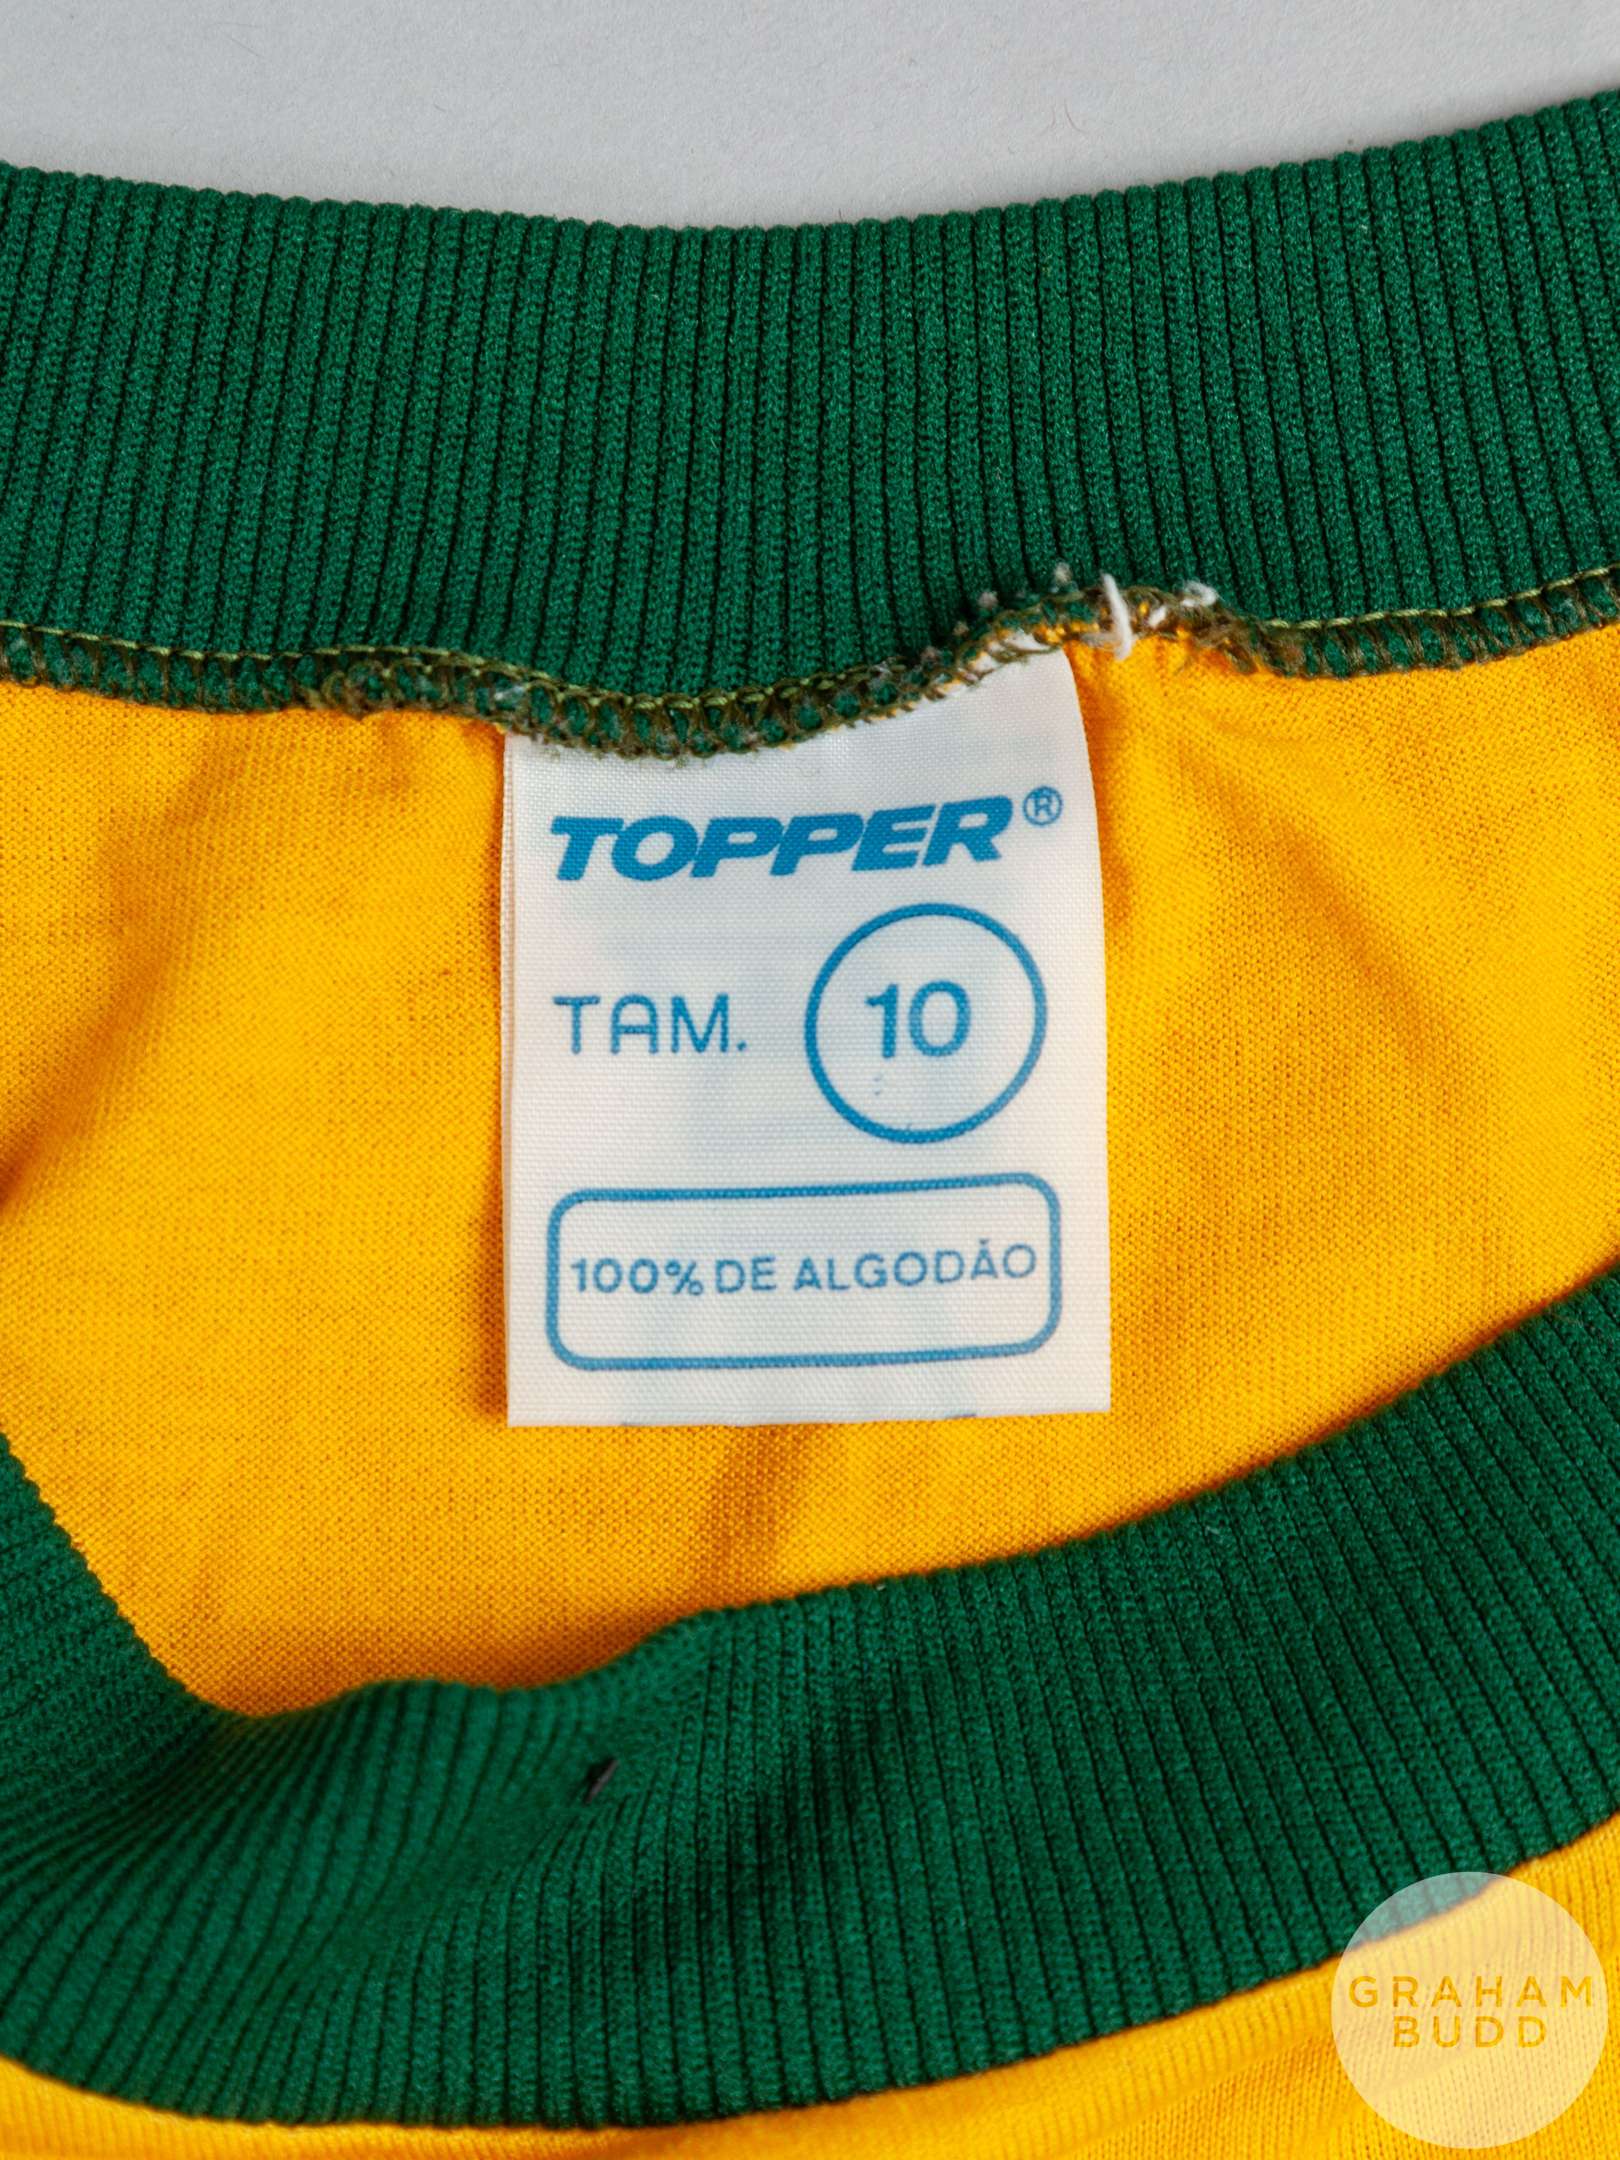 TOPPER®
TAM. 10
100% DE ALGODÃO
GRAHAM
BUDD